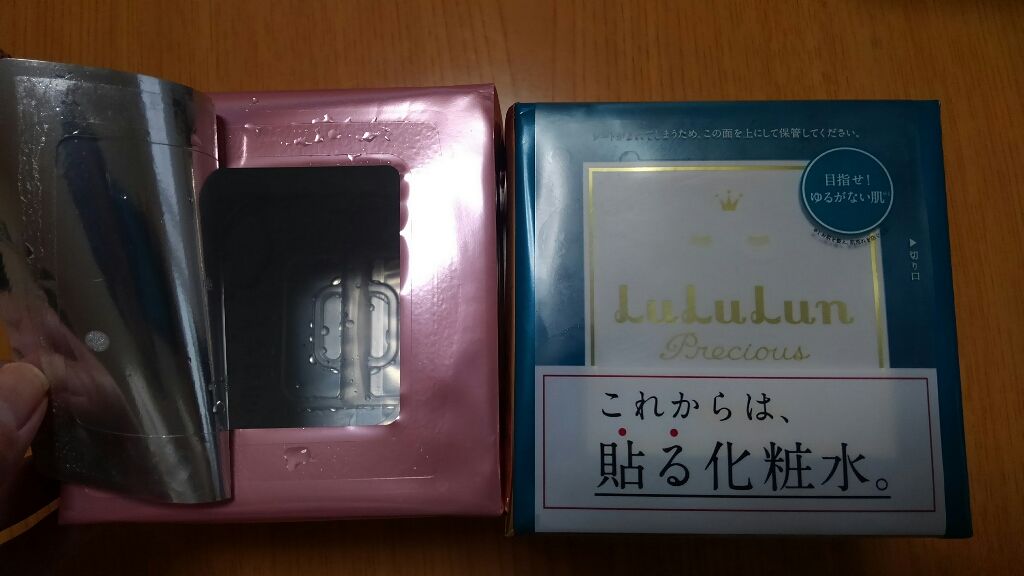 この面を上にして保管してください。
目指せ!
ゆるがない肌
▶切り口
LuLuLun
Precious
これからは、
貼る化粧水。